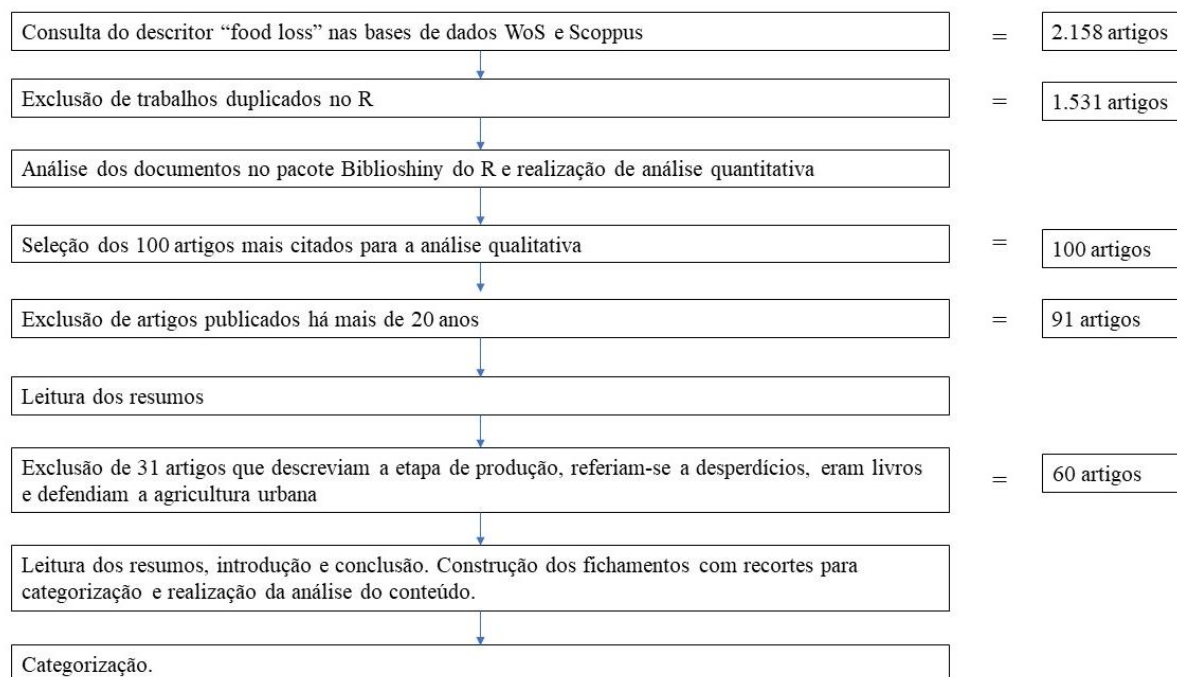 Consulta do descritor “food loss” nas bases de dados WoS e Scoppus
=
2.158 artigos
Exclusão de trabalhos duplicados no R
=
1.531 artigos
Análise dos documentos no pacote Biblioshiny do R e realização de análise quantitativa
Seleção dos 100 artigos mais citados para a análise qualitativa
=
100 artigos
Exclusão de artigos publicados há mais de 20 anos
=
91 artigos
Leitura dos resumos
Exclusão de 31 artigos que descreviam a etapa de produção, referiam-se a desperdícios, eram livros
e defendiam a agricultura urbana
=
60 artigos
Leitura dos resumos, introdução e conclusão. Construção dos fichamentos com recortes para
categorização e realização da análise do conteúdo.
Categorização.